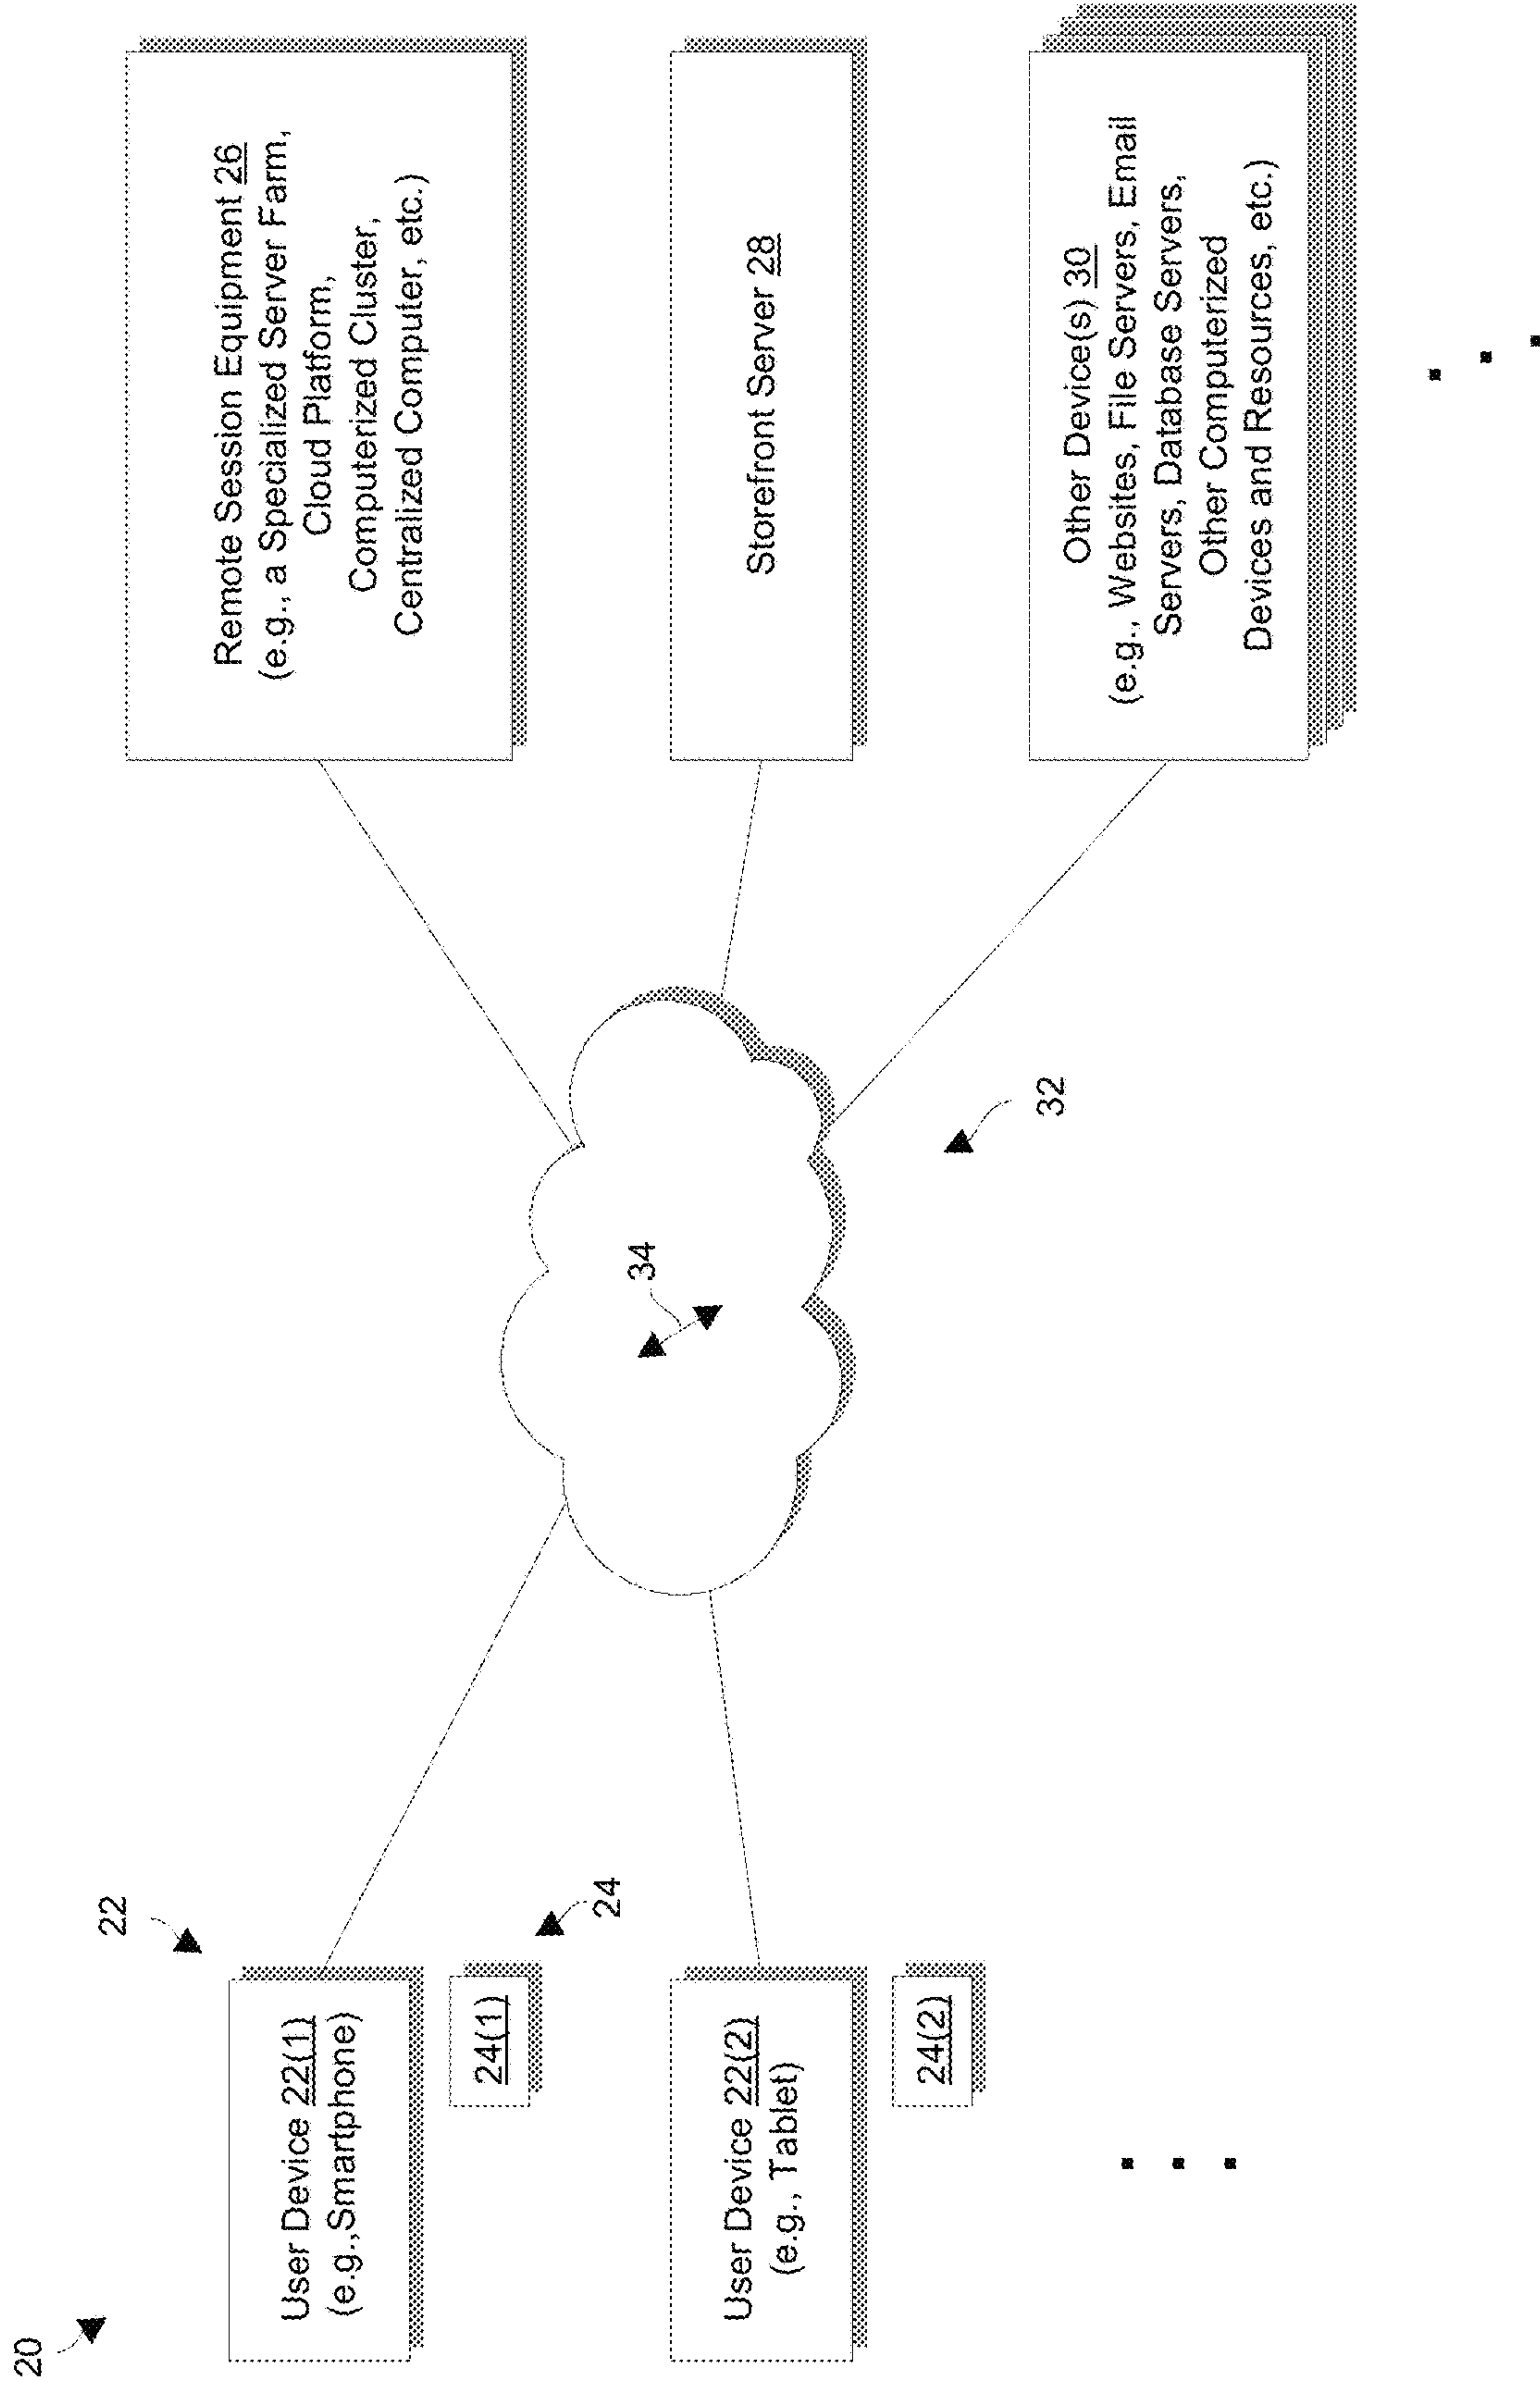 20
22
User Device 22(1)
(e.g.,Smartphone)
24(1)
24
User Device 22(2)
(e.g., Tablet)
24(2)
34
32
Remote Session Equipment 26
(e.g., a Specialized Server Farm,
Cloud Platform,
Computerized Cluster,
Centralized Computer, etc.)
Storefront Server 28
Other Device(s) 30
(e.g., Websites, File Servers, Email
Servers, Database Servers,
Other Computerized
Devices and Resources, etc.)